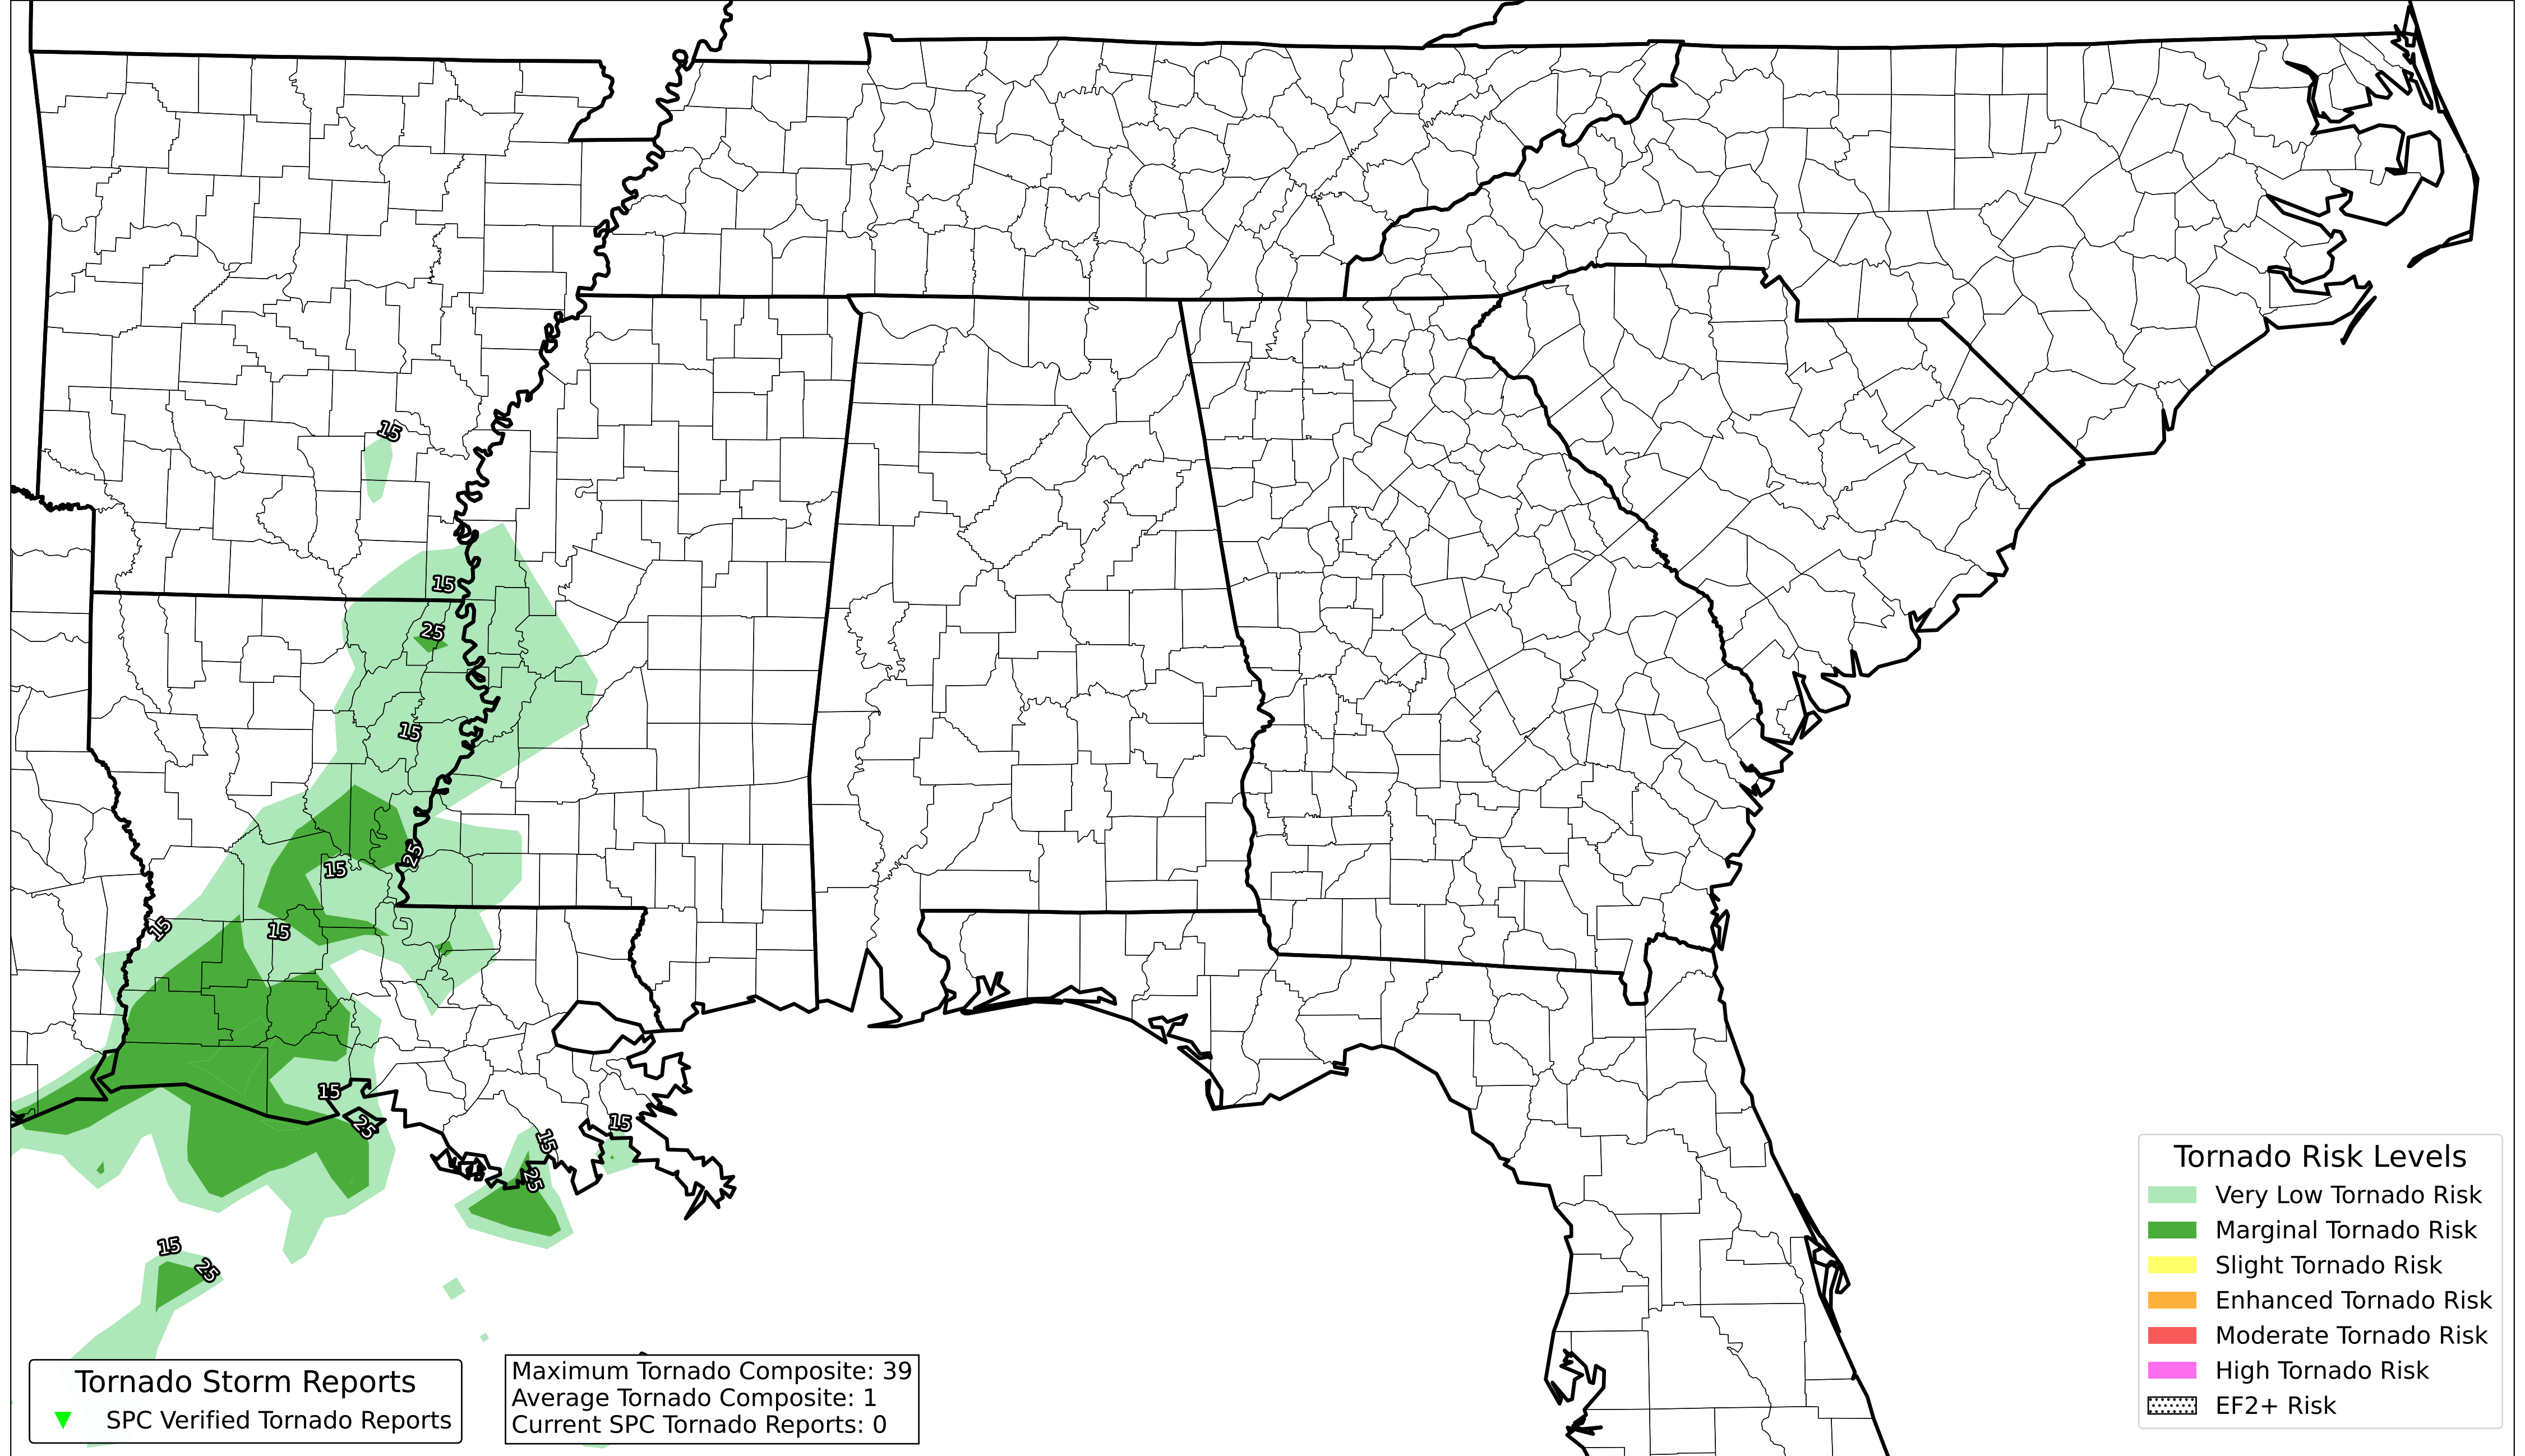 15
15
25
15
25
15
15
15
15
25
15
15
25
15
25
Tornado Risk Levels
Very Low Tornado Risk
Marginal Tornado Risk
Slight Tornado Risk
Enhanced Tornado Risk
Moderate Tornado Risk
High Tornado Risk
EF2+ Risk
Tornado Storm Reports
SPC Verified Tornado Reports
Maximum Tornado Composite: 39
Average Tornado Composite: 1
Current SPC Tornado Reports: 0